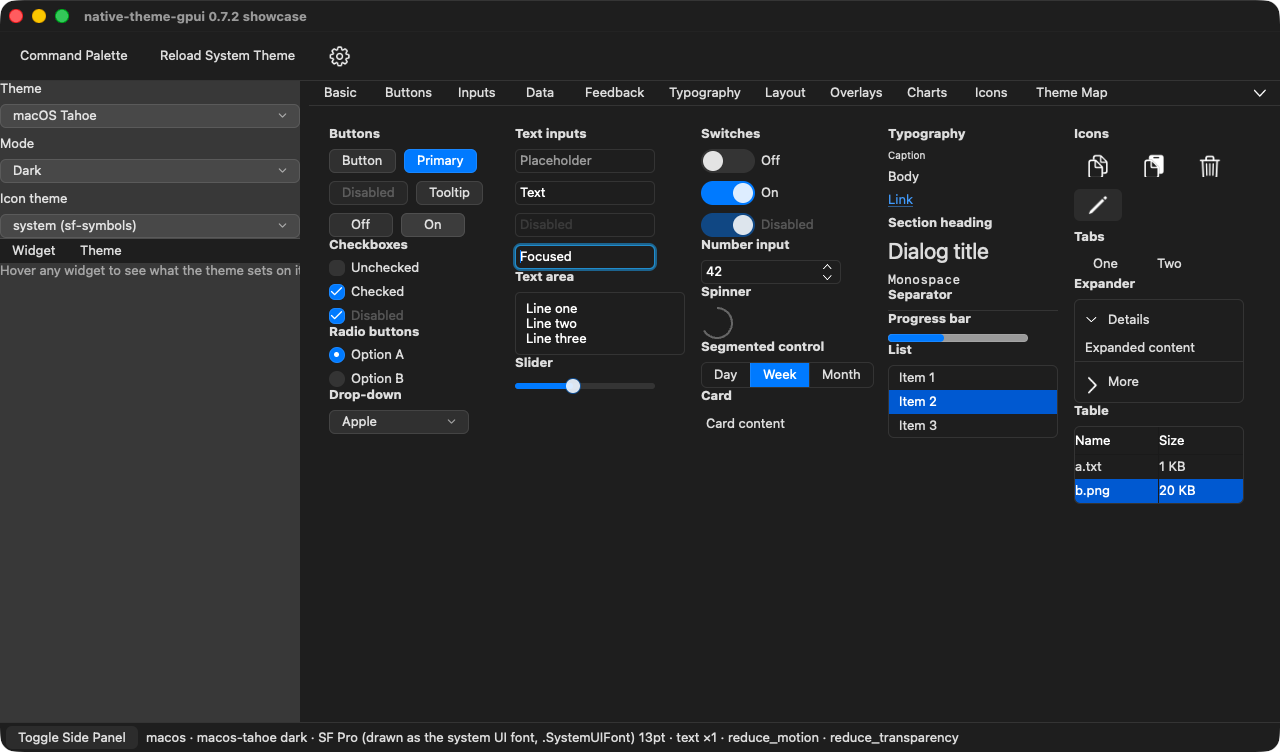 native-theme-gpui 0.7.2 showcase
Command Palette
Reload System Theme
Theme
macOS Tahoe
Mode
Dark
Icon theme
system (sf-symbols)
Widget Theme
Hover any widget to see what the theme sets on it
Basic Buttons Inputs Data Feedback Typography Layout Overlays Charts Icons Theme Map
Buttons
Button Primary
Disabled Tooltip
Off On
Checkboxes
Unchecked
Checked
Disabled
Radio buttons
Option A
Option B
Drop-down
Apple
Text inputs
Placeholder
Text
Disabled
Focused
Text area
Line one
Line two
Line three
Slider
Switches
Off
On
Disabled
Number input
42
Spinner
Segmented control
Day Week Month
Card
Card content
Typography
Caption
Body
Link
Section heading
Dialog title
Monospace
Separator
Progress bar
List
Item 1
Item 2
Item 3
Icons
Tabs
One Two
Expander
Details
Expanded content
More
Table
Name Size
a.txt 1 KB
b.png 20 KB
Toggle Side Panel
macos · macos-tahoe dark · SF Pro (drawn as the system UI font, .SystemUIFont) 13pt · text ×1 · reduce_motion · reduce_transparency